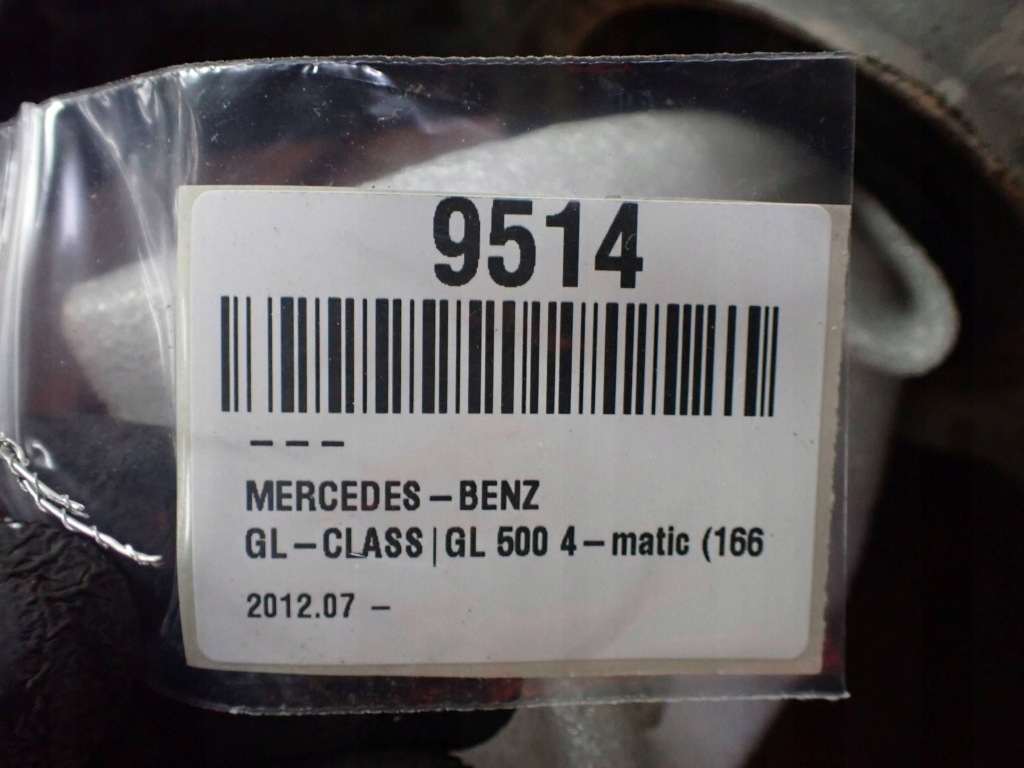 9514
– – –
MERCEDES–BENZ
GL–CLASS|GL 500 4–matic (166
2012.07 –